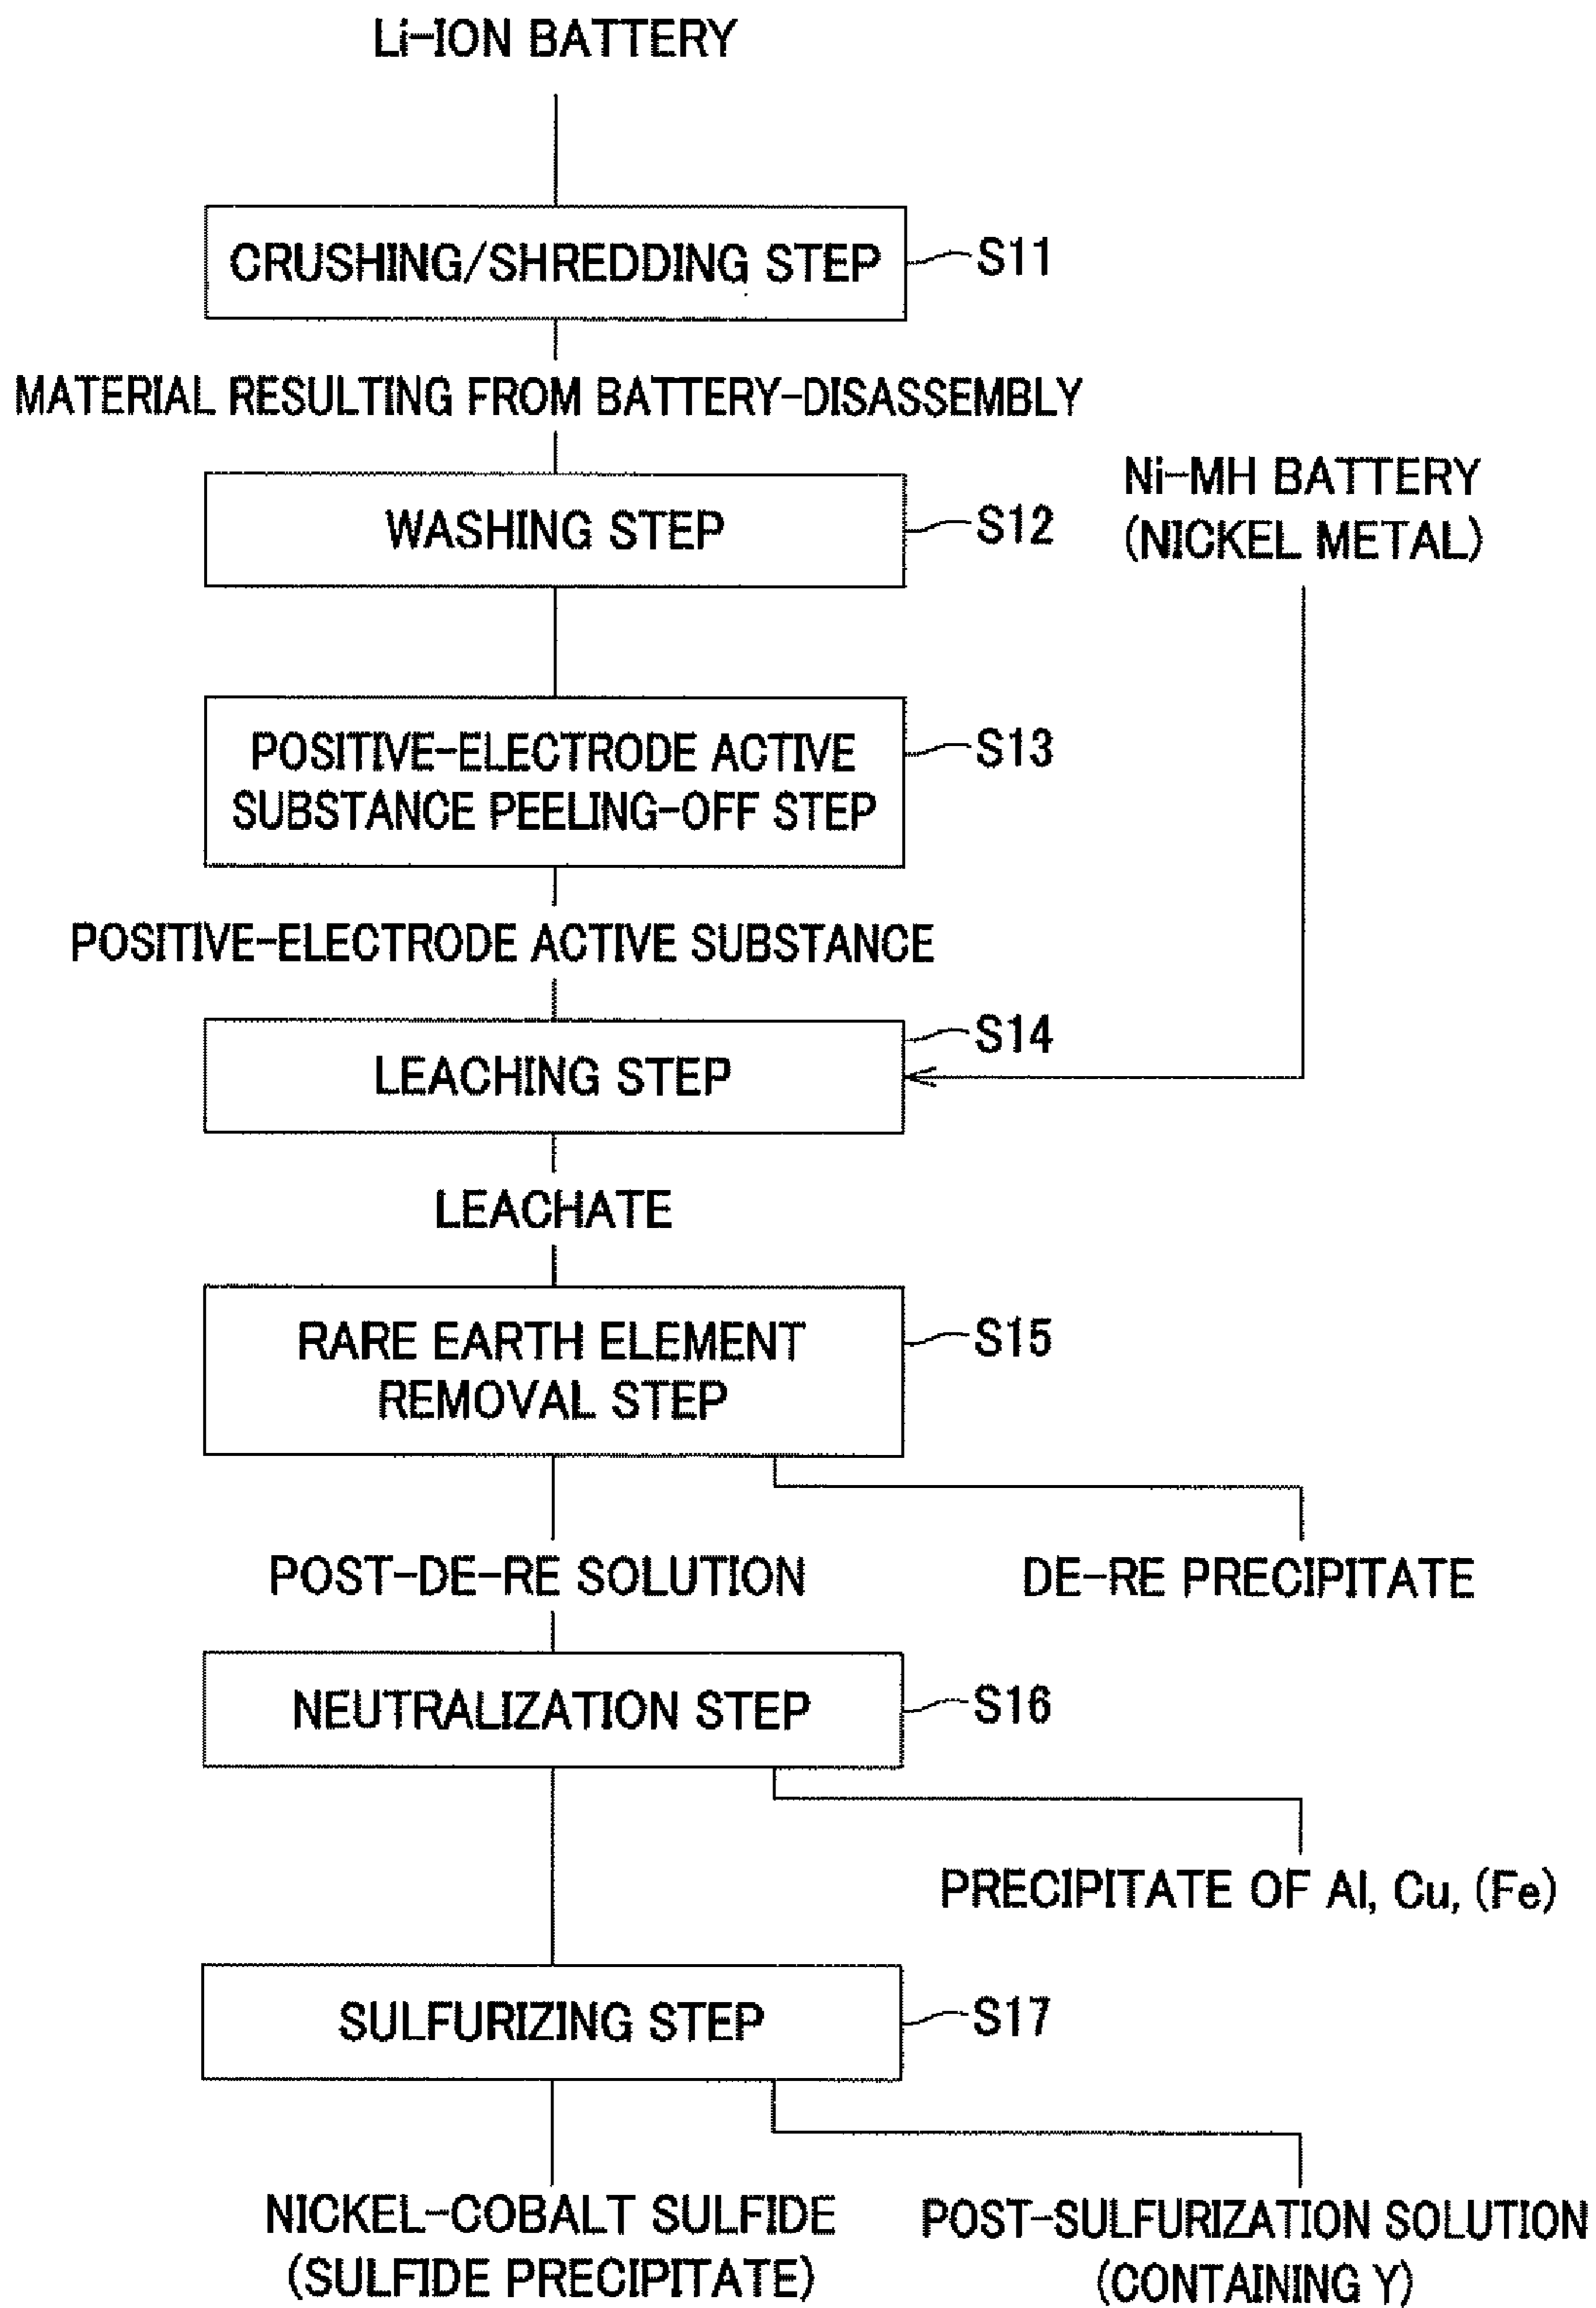 Li-ION BATTERY
CRUSHING/SHREDDING STEP
S11
MATERIAL RESULTING FROM BATTERY-DISASSEMBLY
WASHING STEP
S12
Ni-MH BATTERY
(NICKEL METAL)
POSITIVE-ELECTRODE ACTIVE
SUBSTANCE PEELING-OFF STEP
S13
POSITIVE-ELECTRODE ACTIVE SUBSTANCE
LEACHING STEP
S14
LEACHATE
RARE EARTH ELEMENT
REMOVAL STEP
S15
POST-DE-RE SOLUTION
DE-RE PRECIPITATE
NEUTRALIZATION STEP
S16
PRECIPITATE OF Al, Cu, (Fe)
SULFURIZING STEP
S17
NICKEL-COBALT SULFIDE
(SULFIDE PRECIPITATE)
POST-SULFURIZATION SOLUTION
(CONTAINING Y)